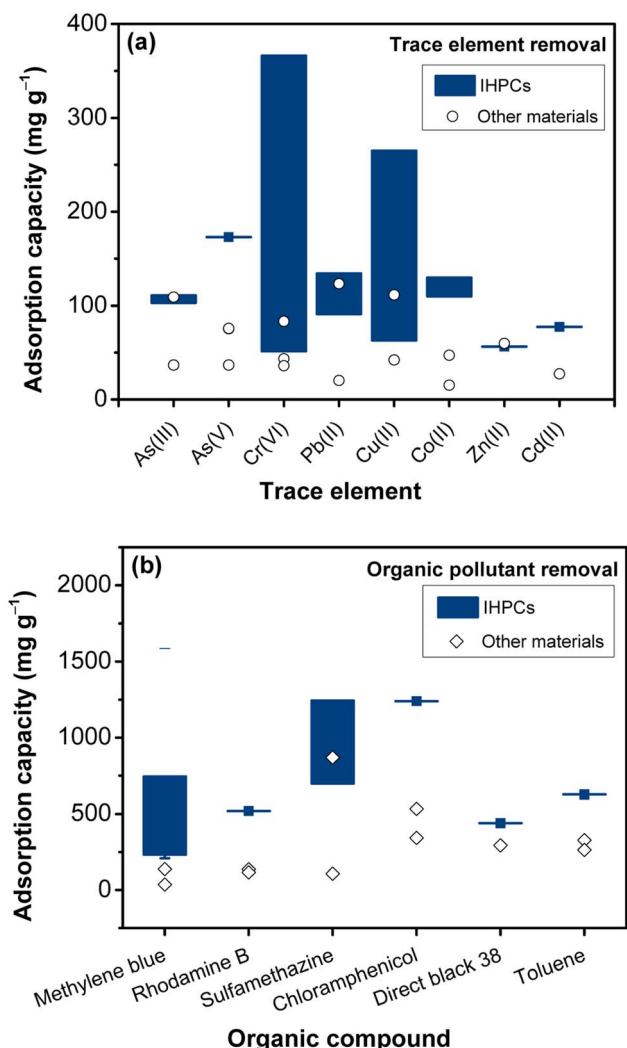 (a)
Trace element removal
IHPCs
Other materials
Adsorption capacity (mg g⁻¹)
400
300
200
100
0
As(III)
As(V)
Cr(VI)
Pb(II)
Cu(II)
Co(II)
Zn(II)
Cd(II)
Trace element
(b)
Organic pollutant removal
IHPCs
Other materials
Adsorption capacity (mg g⁻¹)
2000
1500
1000
500
0
Methylene blue
Rhodamine B
Sulfamethazine
Chloramphenicol
Direct black 38
Toluene
Organic compound